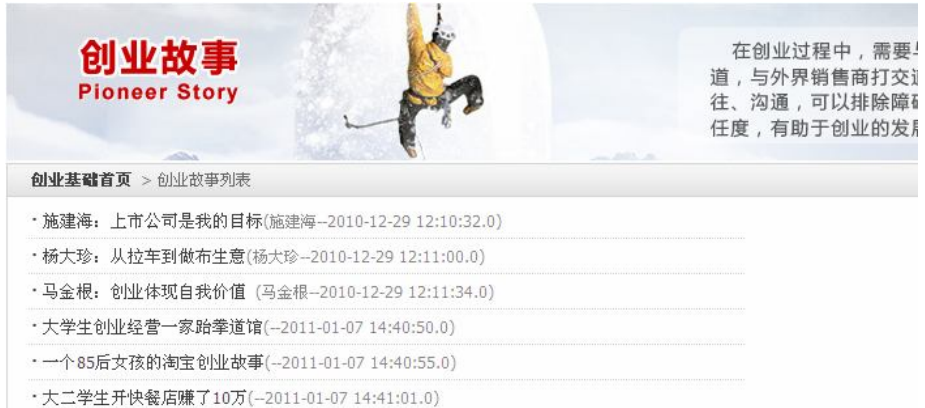 创业故事
Pioneer Story
在创业过程中，需要
道，与外界销售商打交道
往、沟通，可以排除障碍
任度，有助于创业的发展
创业基础首页 > 创业故事列表
· 施建海：上市公司是我的目标(施建海--2010-12-29 12:10:32.0)
· 杨大珍：从拉车到做布生意(杨大珍--2010-12-29 12:11:00.0)
· 马金根：创业体现自我价值 (马金根--2010-12-29 12:11:34.0)
· 大学生创业经营一家跆拳道馆(--2011-01-07 14:40:50.0)
· 一个85后女孩的淘宝创业故事(--2011-01-07 14:40:55.0)
· 大二学生开快餐店赚了10万(--2011-01-07 14:41:01.0)